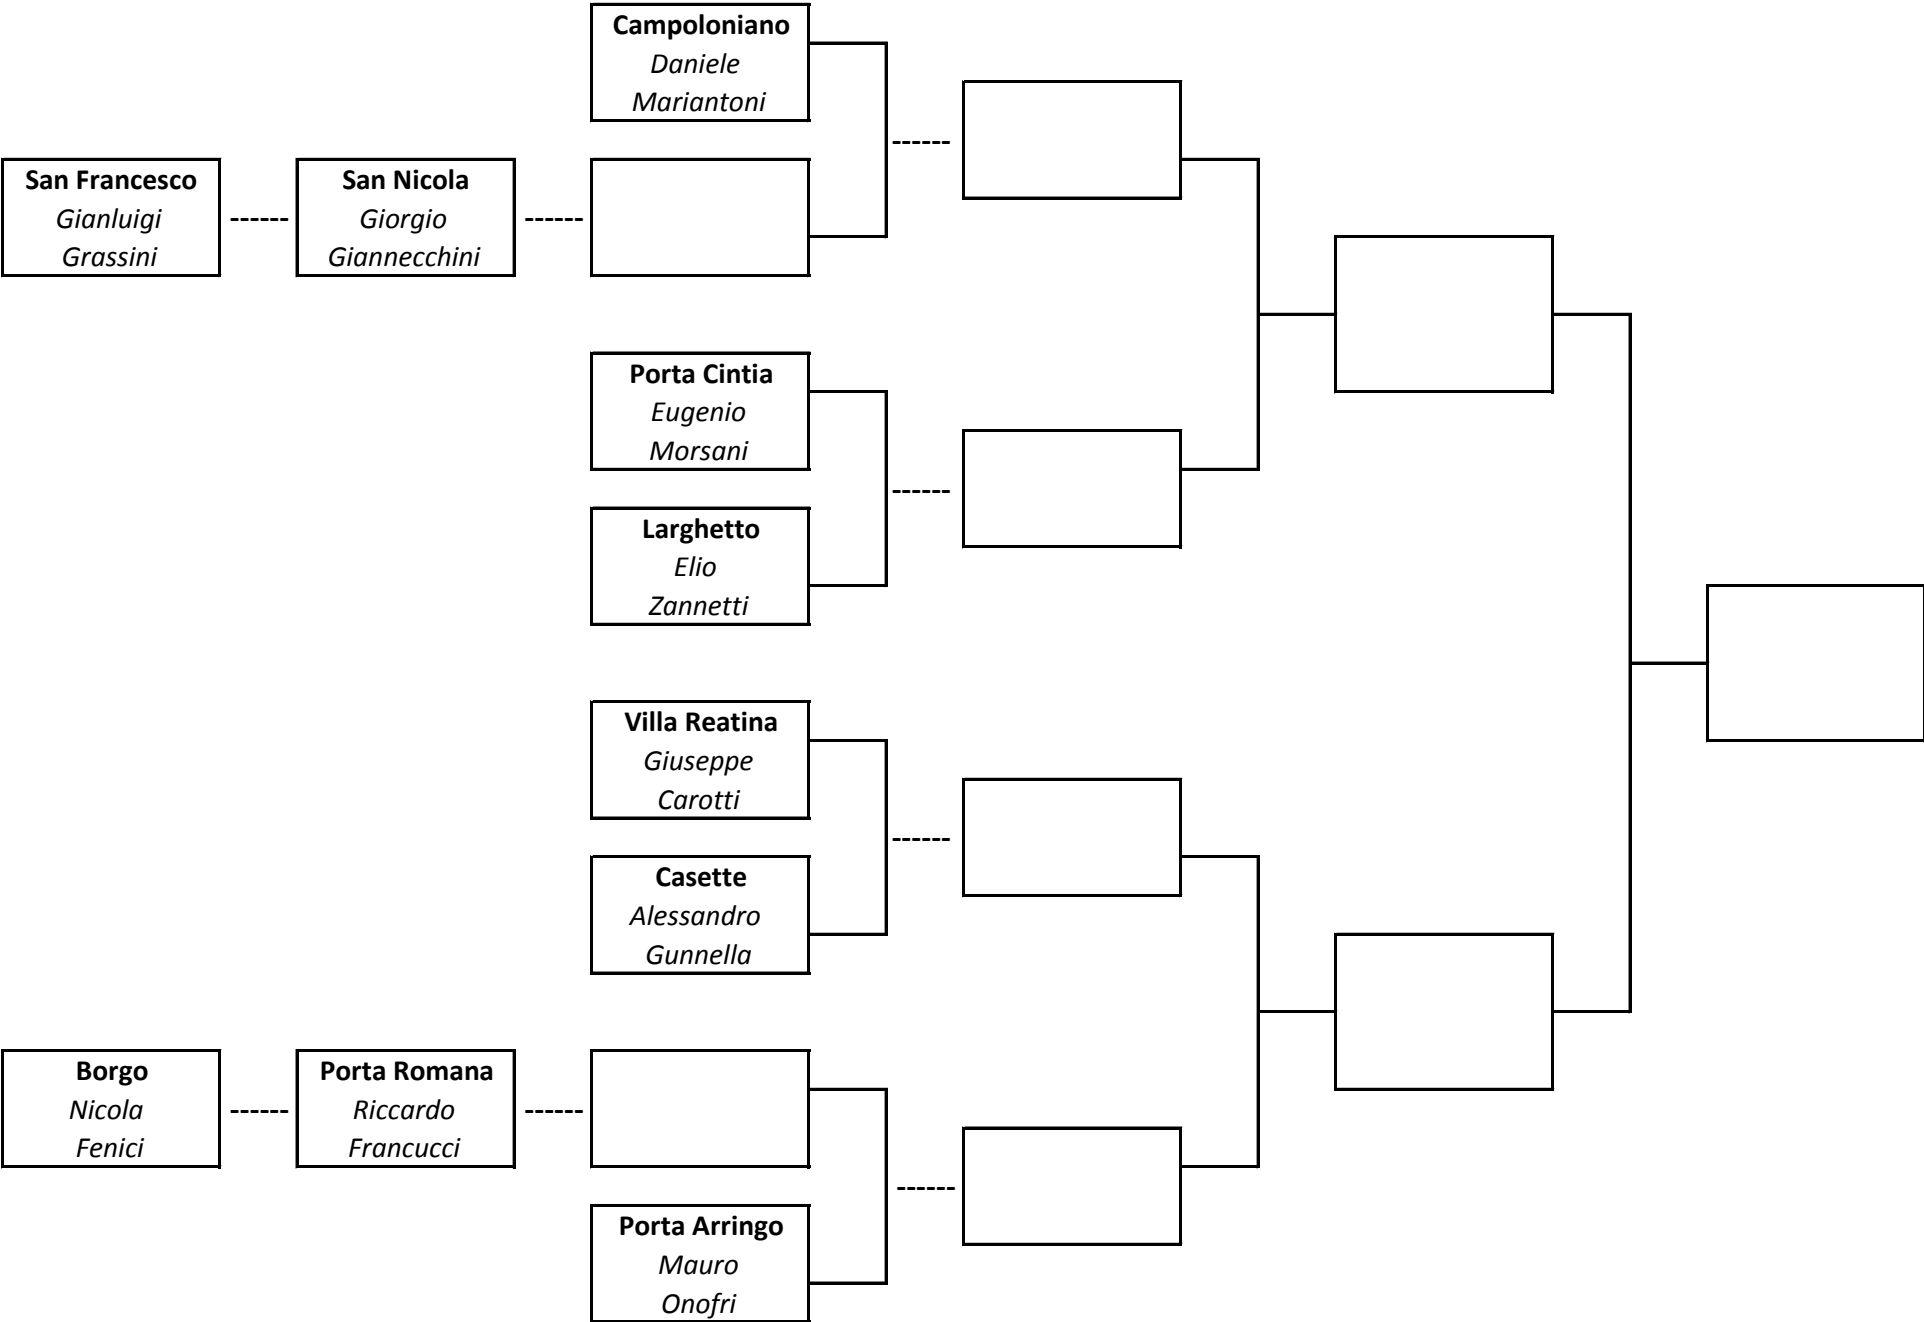 Campoloniano
Daniele
Mariantoni
San Francesco
Gianluigi
Grassini
San Nicola
Giorgio
Giannecchini
Porta Cintia
Eugenio
Morsani
Larghetto
Elio
Zannetti
Villa Reatina
Giuseppe
Carotti
Casette
Alessandro
Gunnella
Borgo
Nicola
Fenici
Porta Romana
Riccardo
Francucci
Porta Arringo
Mauro
Onofri